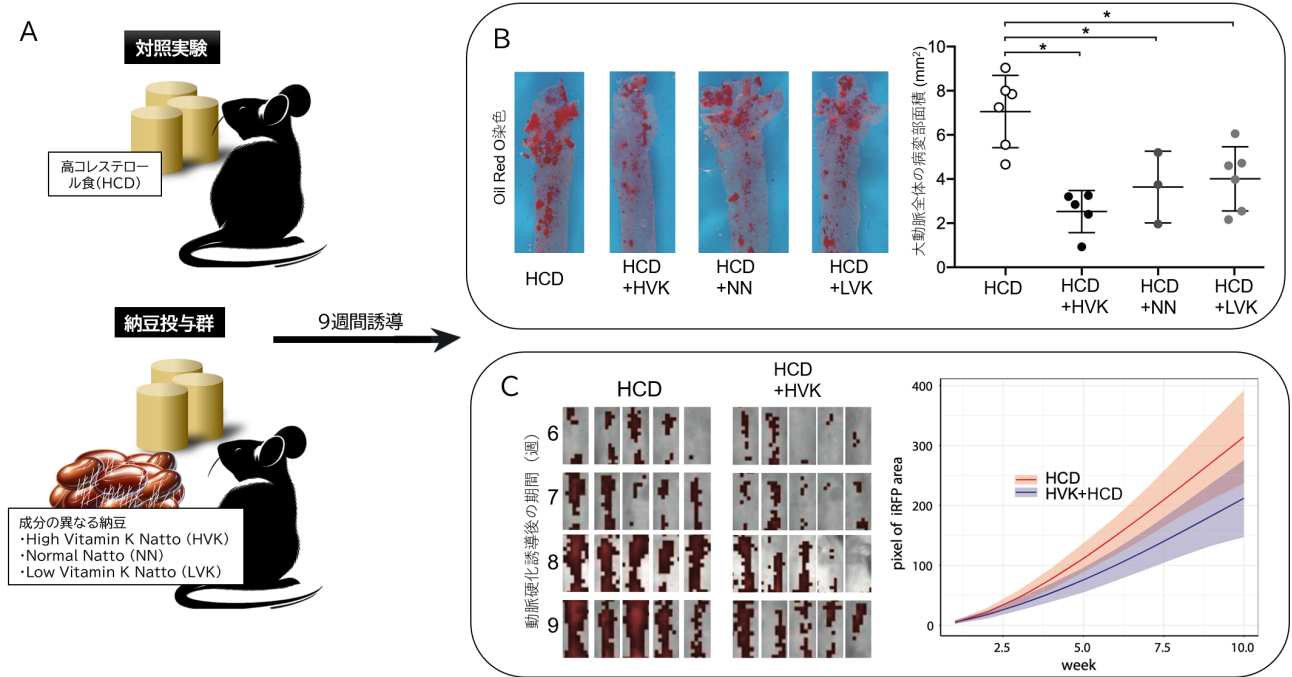 A
対照実験
高コレステロー
ル食(HCD)
納豆投与群
9週間誘導
成分の異なる納豆
・High Vitamin K Natto (HVK)
・Normal Natto (NN)
・Low Vitamin K Natto (LVK)
B
Oil Red O染色
HCD
HCD
+HVK
HCD
+NN
HCD
+LVK
大動脈全体の病変部面積 (mm²)
10
8
6
4
2
0
*
*
*
HCD
HCD
+HVK
HCD
+NN
HCD
+LVK
C
HCD
HCD
+HVK
動脈硬化誘導後の期間（週）
6
7
8
9
pixel of iRFP area
400
300
200
100
0
HCD
HVK+HCD
2.5
5.0
7.5
10.0
week